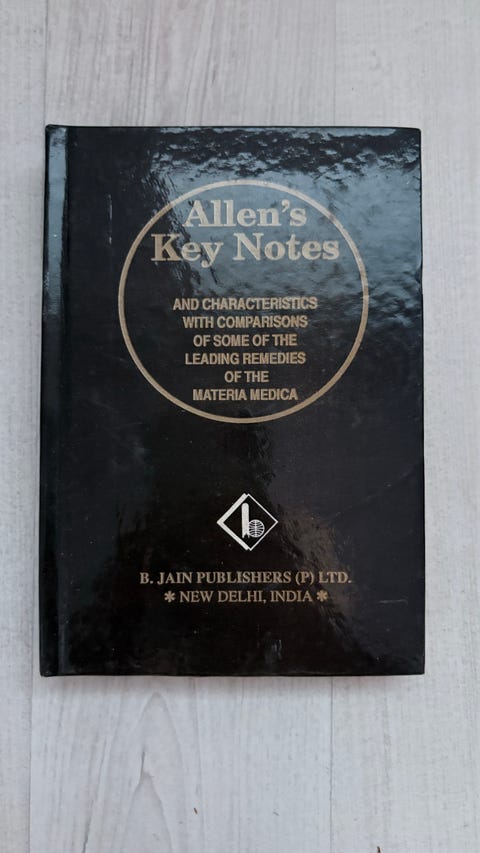 Allen's
Key Notes
AND CHARACTERISTICS
WITH COMPARISONS
OF SOME OF THE
LEADING REMEDIES
OF THE
MATERIA MEDICA
b
B. JAIN PUBLISHERS (P) LTD.
✱ NEW DELHI, INDIA ✱